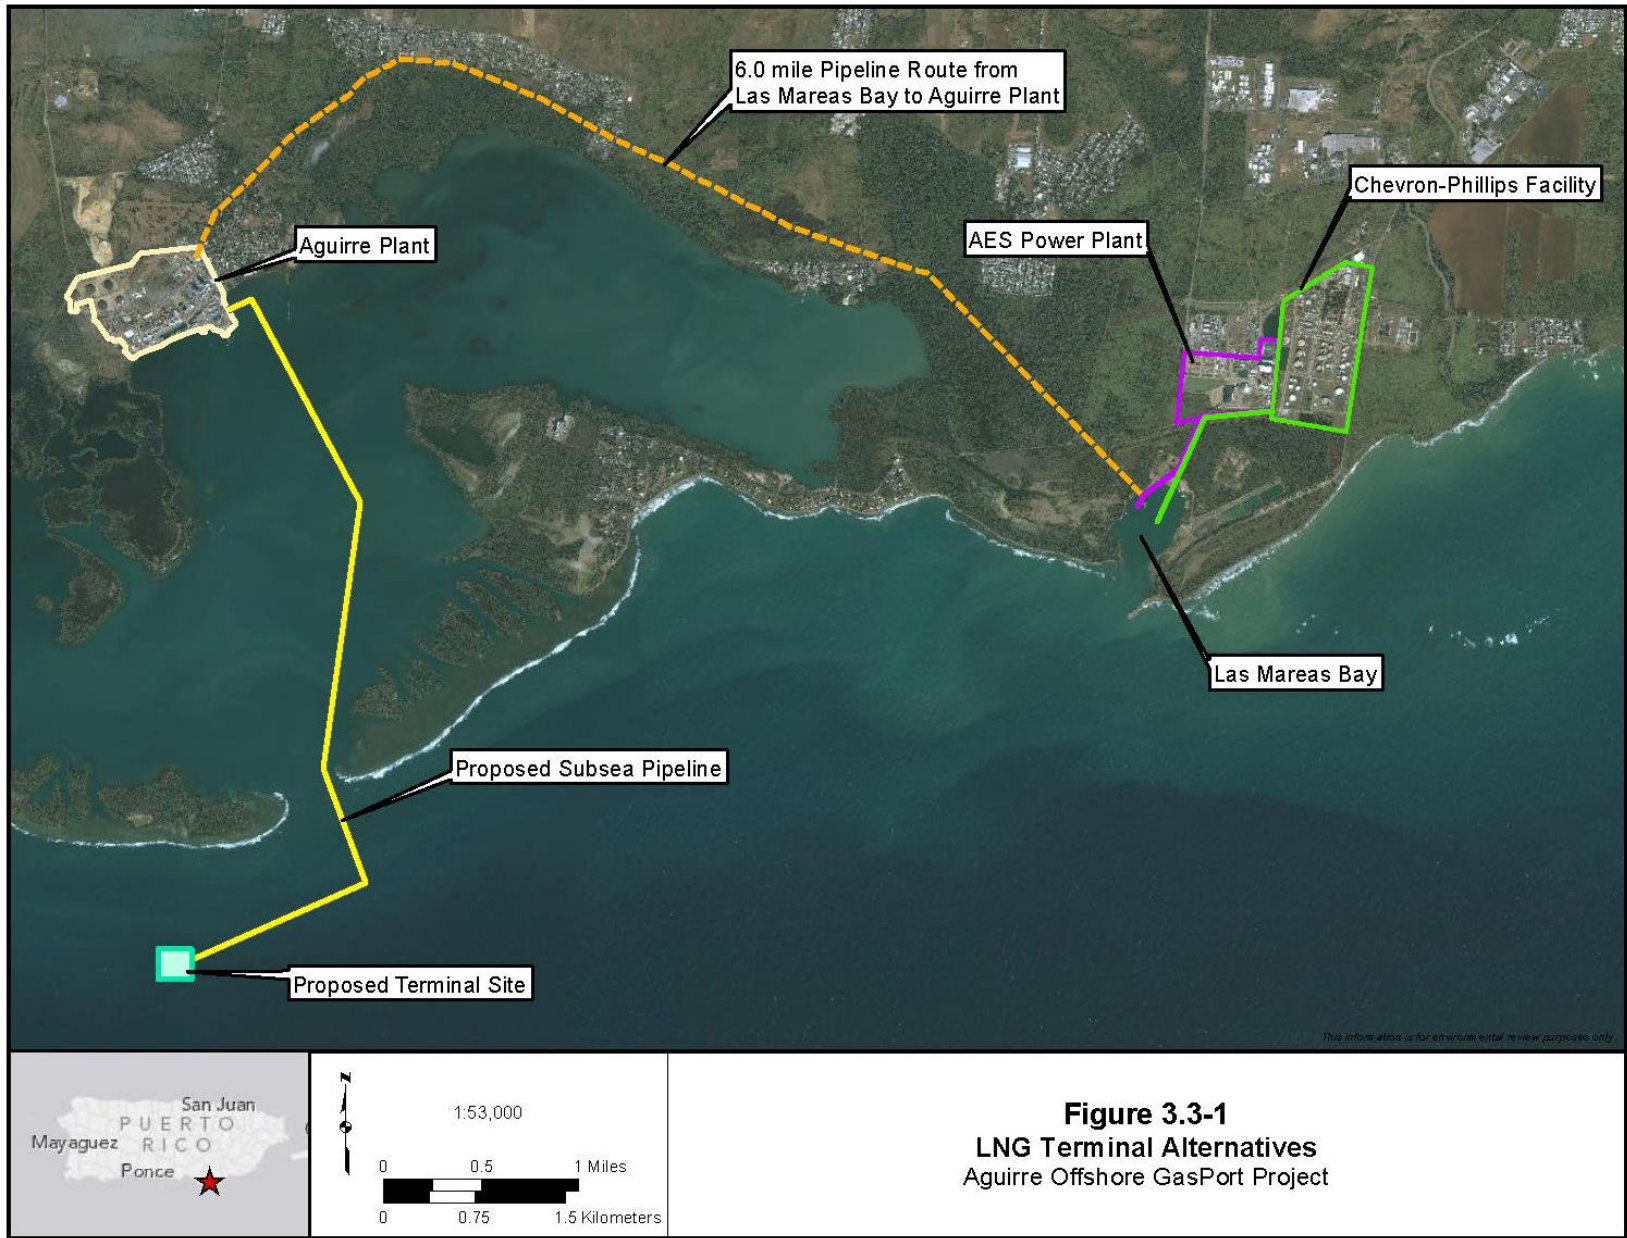 6.0 mile Pipeline Route from
Las Mareas Bay to Aguirre Plant
Chevron-Phillips Facility
AES Power Plant
Aguirre Plant
Las Mareas Bay
Proposed Subsea Pipeline
Proposed Terminal Site
This information is for environmental review purposes only
San Juan
PUERTO
Mayaguez RICO
Ponce
N
1:53,000
0 0.5 1 Miles
0 0.75 1.5 Kilometers
Figure 3.3-1
LNG Terminal Alternatives
Aguirre Offshore GasPort Project